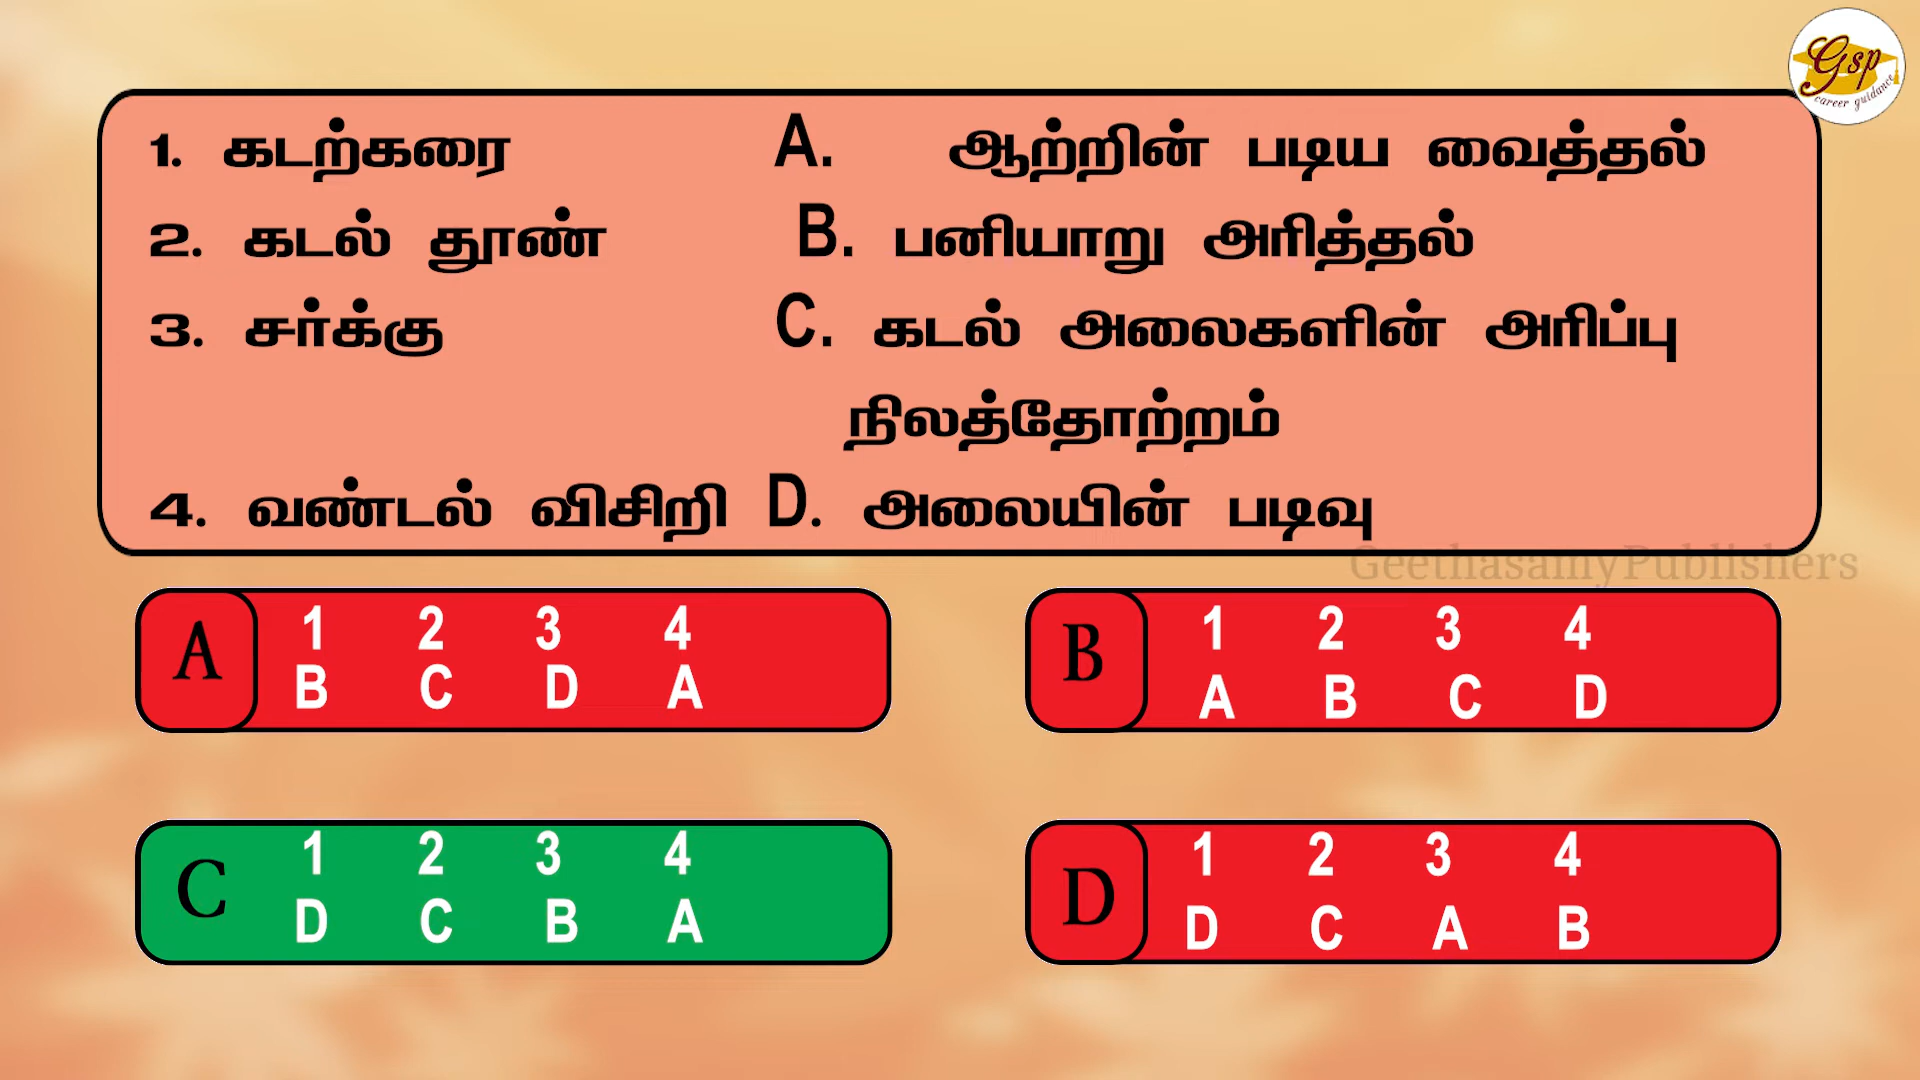 Gsp
career guidance
1. கடற்கரை A. ஆற்றின் படிய வைத்தல்
2. கடல் தூண் B. பனியாறு அரித்தல்
3. சர்க்கு C. கடல் அலைகளின் அரிப்பு
நிலத்தோற்றம்
4. வண்டல் விசிறி D. அலையின் படிவு
GeethasamyPublishers
A 1 2 3 4
B C D A
B 1 2 3 4
A B C D
C 1 2 3 4
D C B A
D 1 2 3 4
D C A B